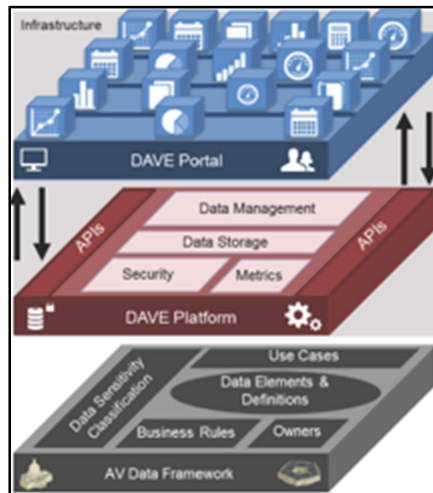 Infrastructure
DAVE Portal
APIs
Data Management
APIs
Data Storage
Security
Metrics
DAVE Platform
Data Sensitivity
Classification
Use Cases
Data Elements &
Definitions
Business Rules
Owners
AV Data Framework